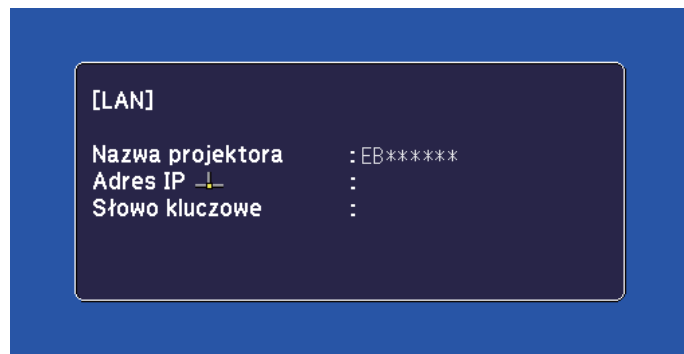 [LAN]
Nazwa projektora : EB******
Adres IP :
Słowo kluczowe :